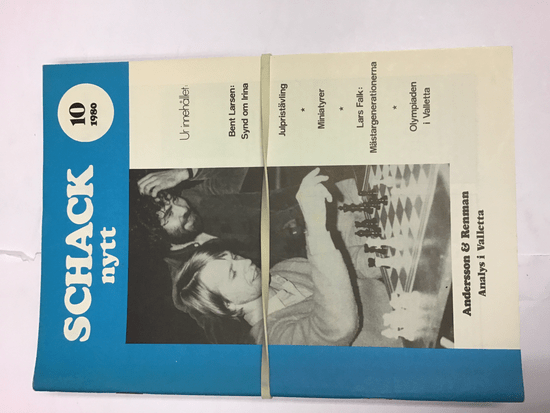 SCHACK
nytt
10
1980
Ur innehållet:
Bent Larsen:
Synd om Irina
Julpristävling
*
Miniatyrer
*
Lars Falk:
Mästargenerationerna
*
Olympiaden
i Valletta
Andersson & Renman
Analys i Valletta